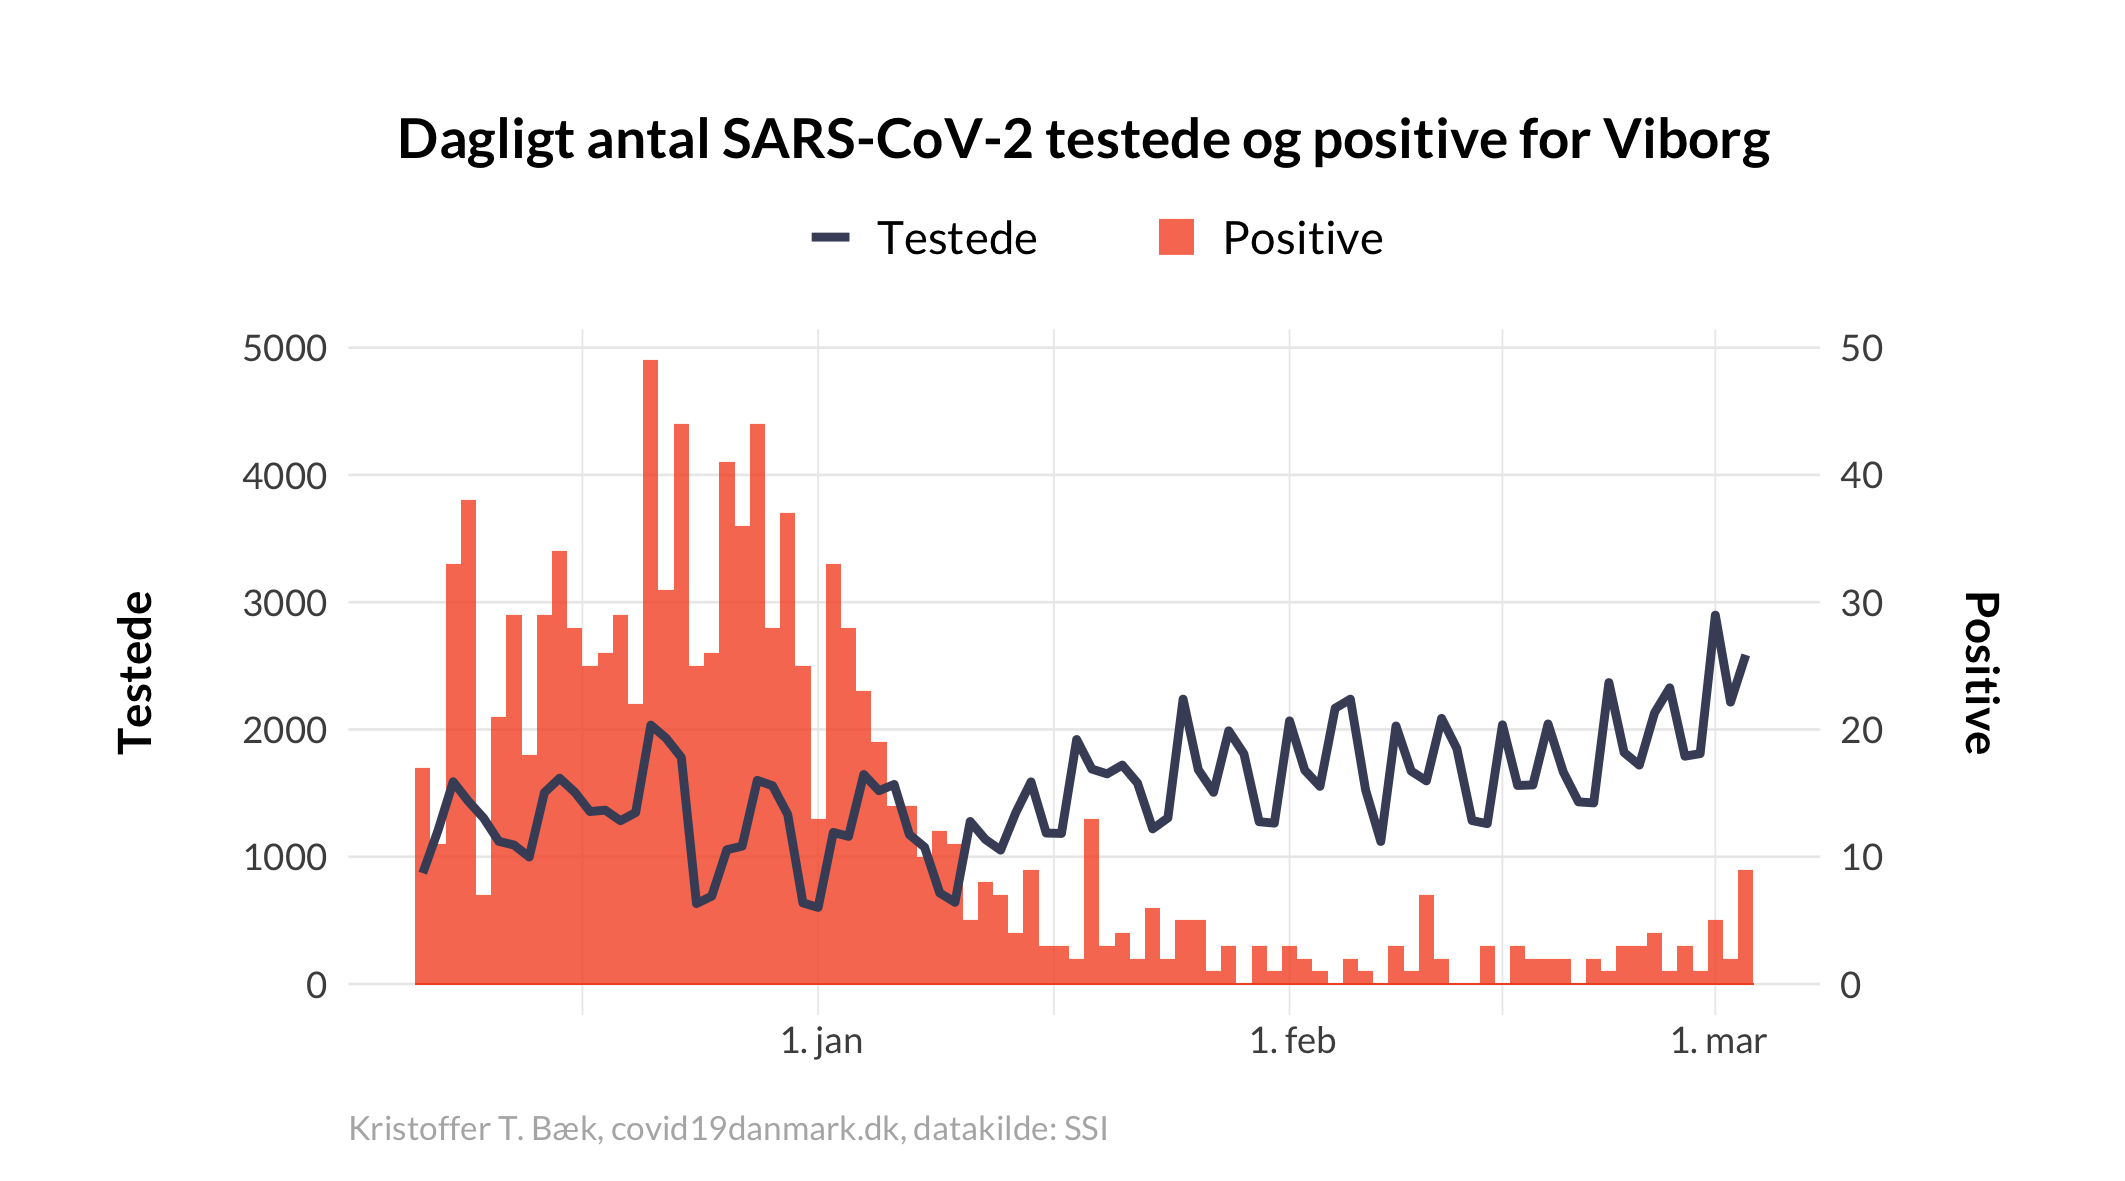 Dagligt antal SARS-CoV-2 testede og positive for Viborg
Testede Positive
5000 50
4000 40
3000 30
2000 20
1000 10
0 0
Testede
Positive
1. jan 1. feb 1. mar
Kristoffer T. Bæk, covid19danmark.dk, datakilde: SSI